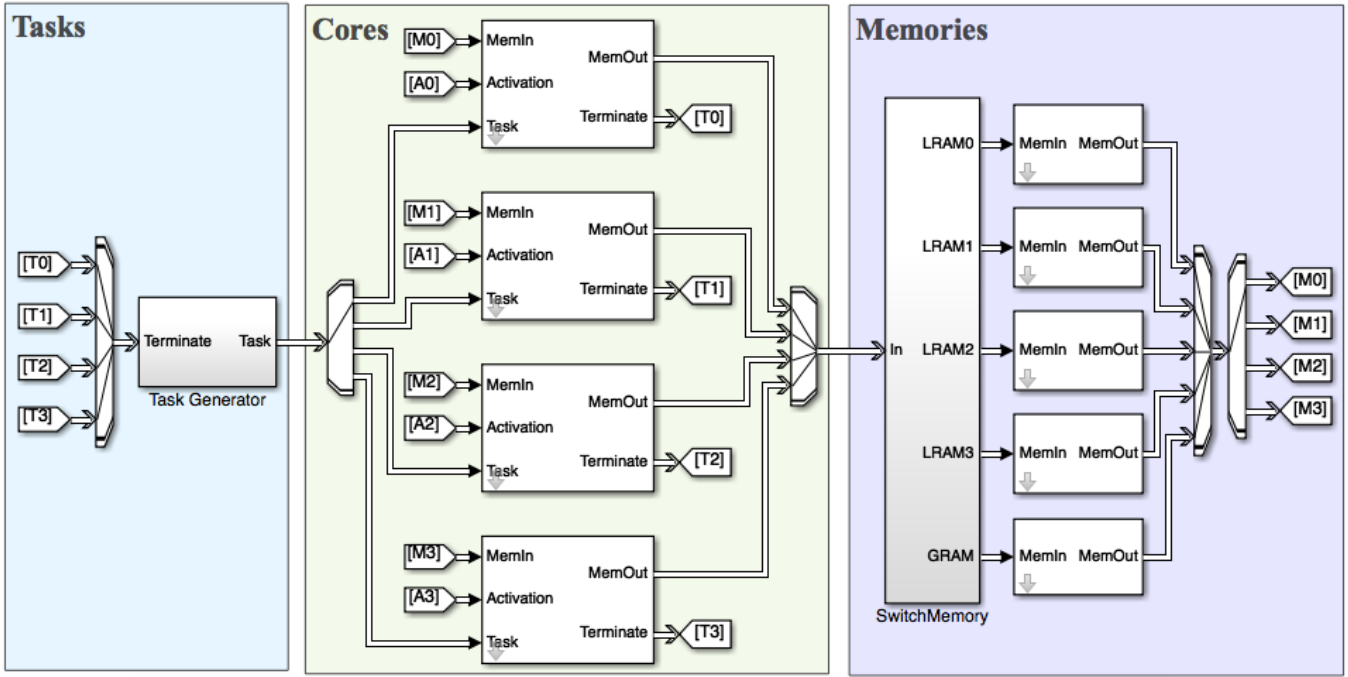 Tasks
[T0]
[T1]
[T2]
[T3]
Terminate Task
Task Generator
Cores
[M0]
[A0]
MemIn
Activation
Task
MemOut
Terminate
[T0]
[M1]
[A1]
MemIn
Activation
Task
MemOut
Terminate
[T1]
[M2]
[A2]
MemIn
Activation
Task
MemOut
Terminate
[T2]
[M3]
[A3]
MemIn
Activation
Task
MemOut
Terminate
[T3]
Memories
In
LRAM0
LRAM1
LRAM2
LRAM3
GRAM
SwitchMemory
MemIn MemOut
MemIn MemOut
MemIn MemOut
MemIn MemOut
MemIn MemOut
[M0]
[M1]
[M2]
[M3]